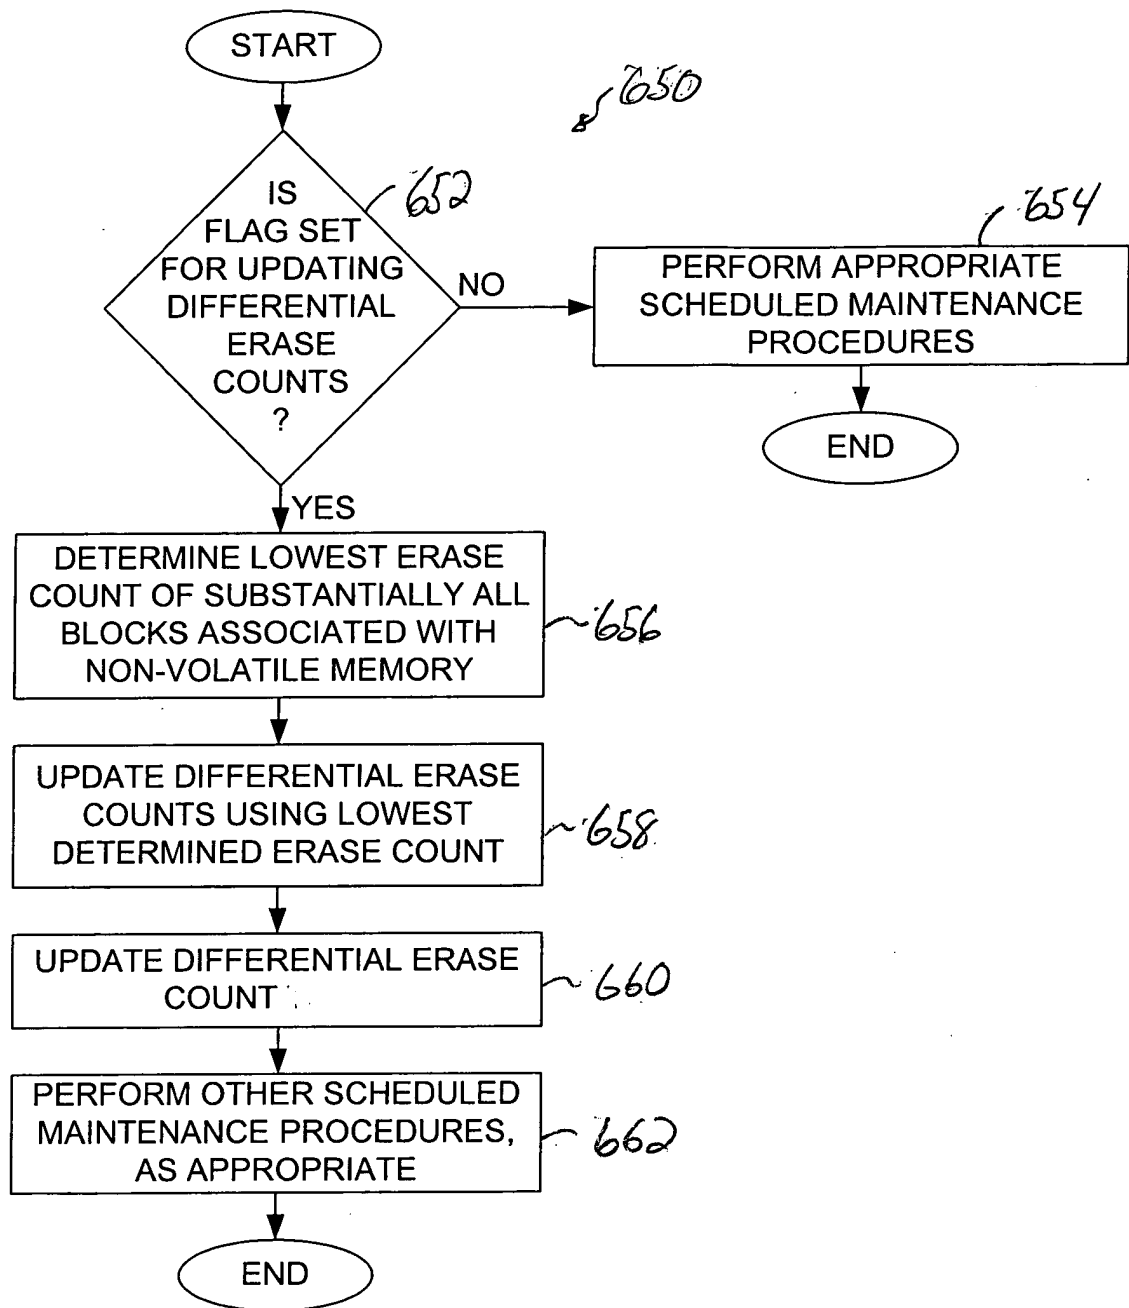 START
650
IS
FLAG SET
FOR UPDATING
DIFFERENTIAL
ERASE
COUNTS
?
652
NO
654
PERFORM APPROPRIATE
SCHEDULED MAINTENANCE
PROCEDURES
END
YES
DETERMINE LOWEST ERASE
COUNT OF SUBSTANTIALLY ALL
BLOCKS ASSOCIATED WITH
NON-VOLATILE MEMORY
656
UPDATE DIFFERENTIAL ERASE
COUNTS USING LOWEST
DETERMINED ERASE COUNT
658
UPDATE DIFFERENTIAL ERASE
COUNT
660
PERFORM OTHER SCHEDULED
MAINTENANCE PROCEDURES,
AS APPROPRIATE
662
END